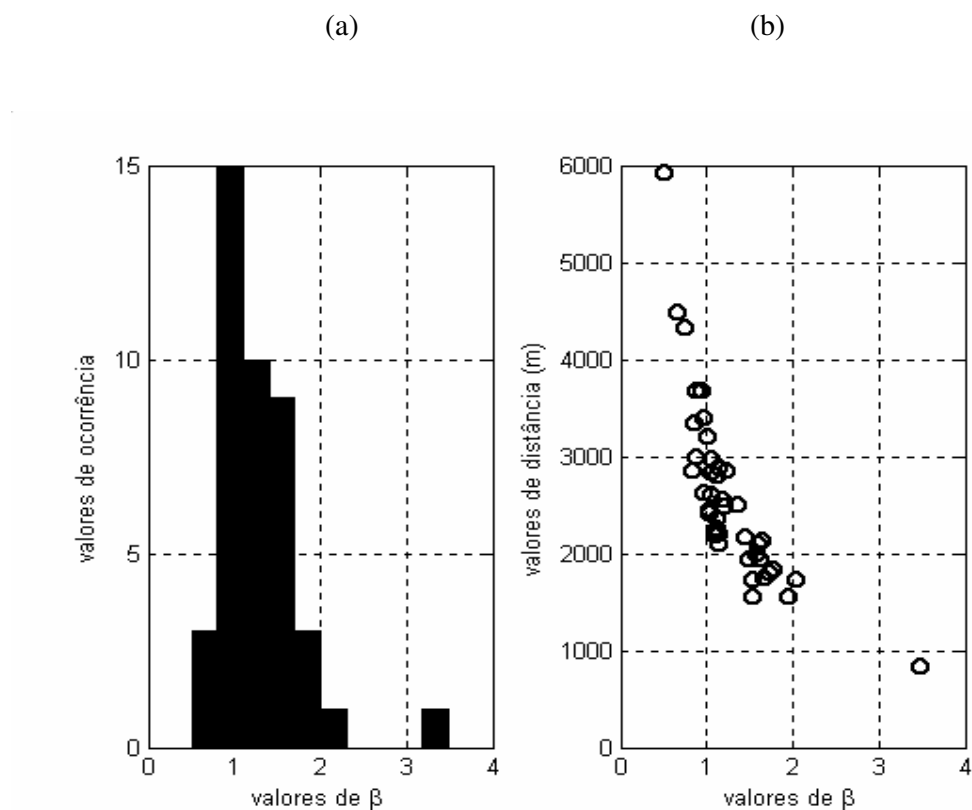 (a)
(b)
valores de ocorrência
15
10
5
0
0 1 2 3 4
valores de β
valores de distância (m)
6000
5000
4000
3000
2000
1000
0
0 1 2 3 4
valores de β